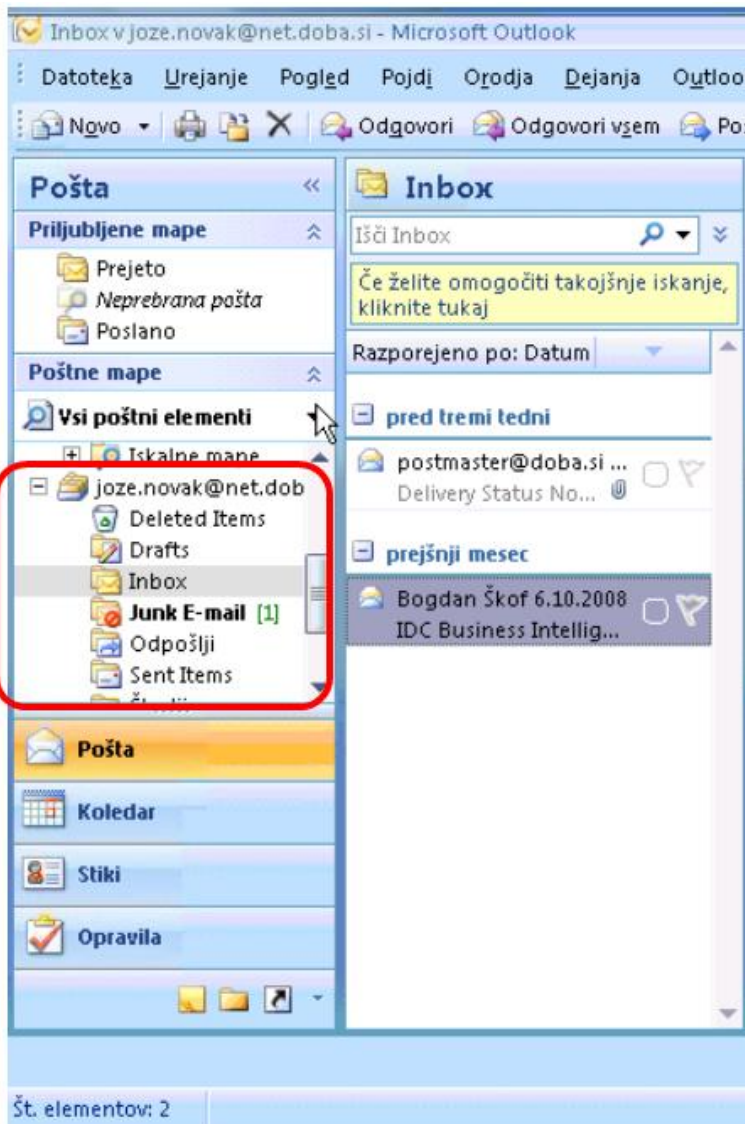 Inbox v joze.novak@net.doba.si - Microsoft Outlook
Datoteka Urejanje Pogled Pojdi Orodja Dejanja Outloo
Novo Odgovori Odgovori vsem Po
Pošta
Priljubljene mape
Prejeto
Neprebrana pošta
Poslano
Poštne mape
Vsi poštni elementi
Iskalne mape
joze.novak@net.dob
Deleted Items
Drafts
Inbox
Junk E-mail [1]
Odpošlji
Sent Items
Pošta
Koledar
Stiki
Opravila
Inbox
Išči Inbox
Če želite omogočiti takojšnje iskanje,
kliknite tukaj
Razporejeno po: Datum
pred tremi tedni
postmaster@doba.si ...
Delivery Status No...
prejšnji mesec
Bogdan Škof 6.10.2008
IDC Business Intellig...
Št. elementov: 2